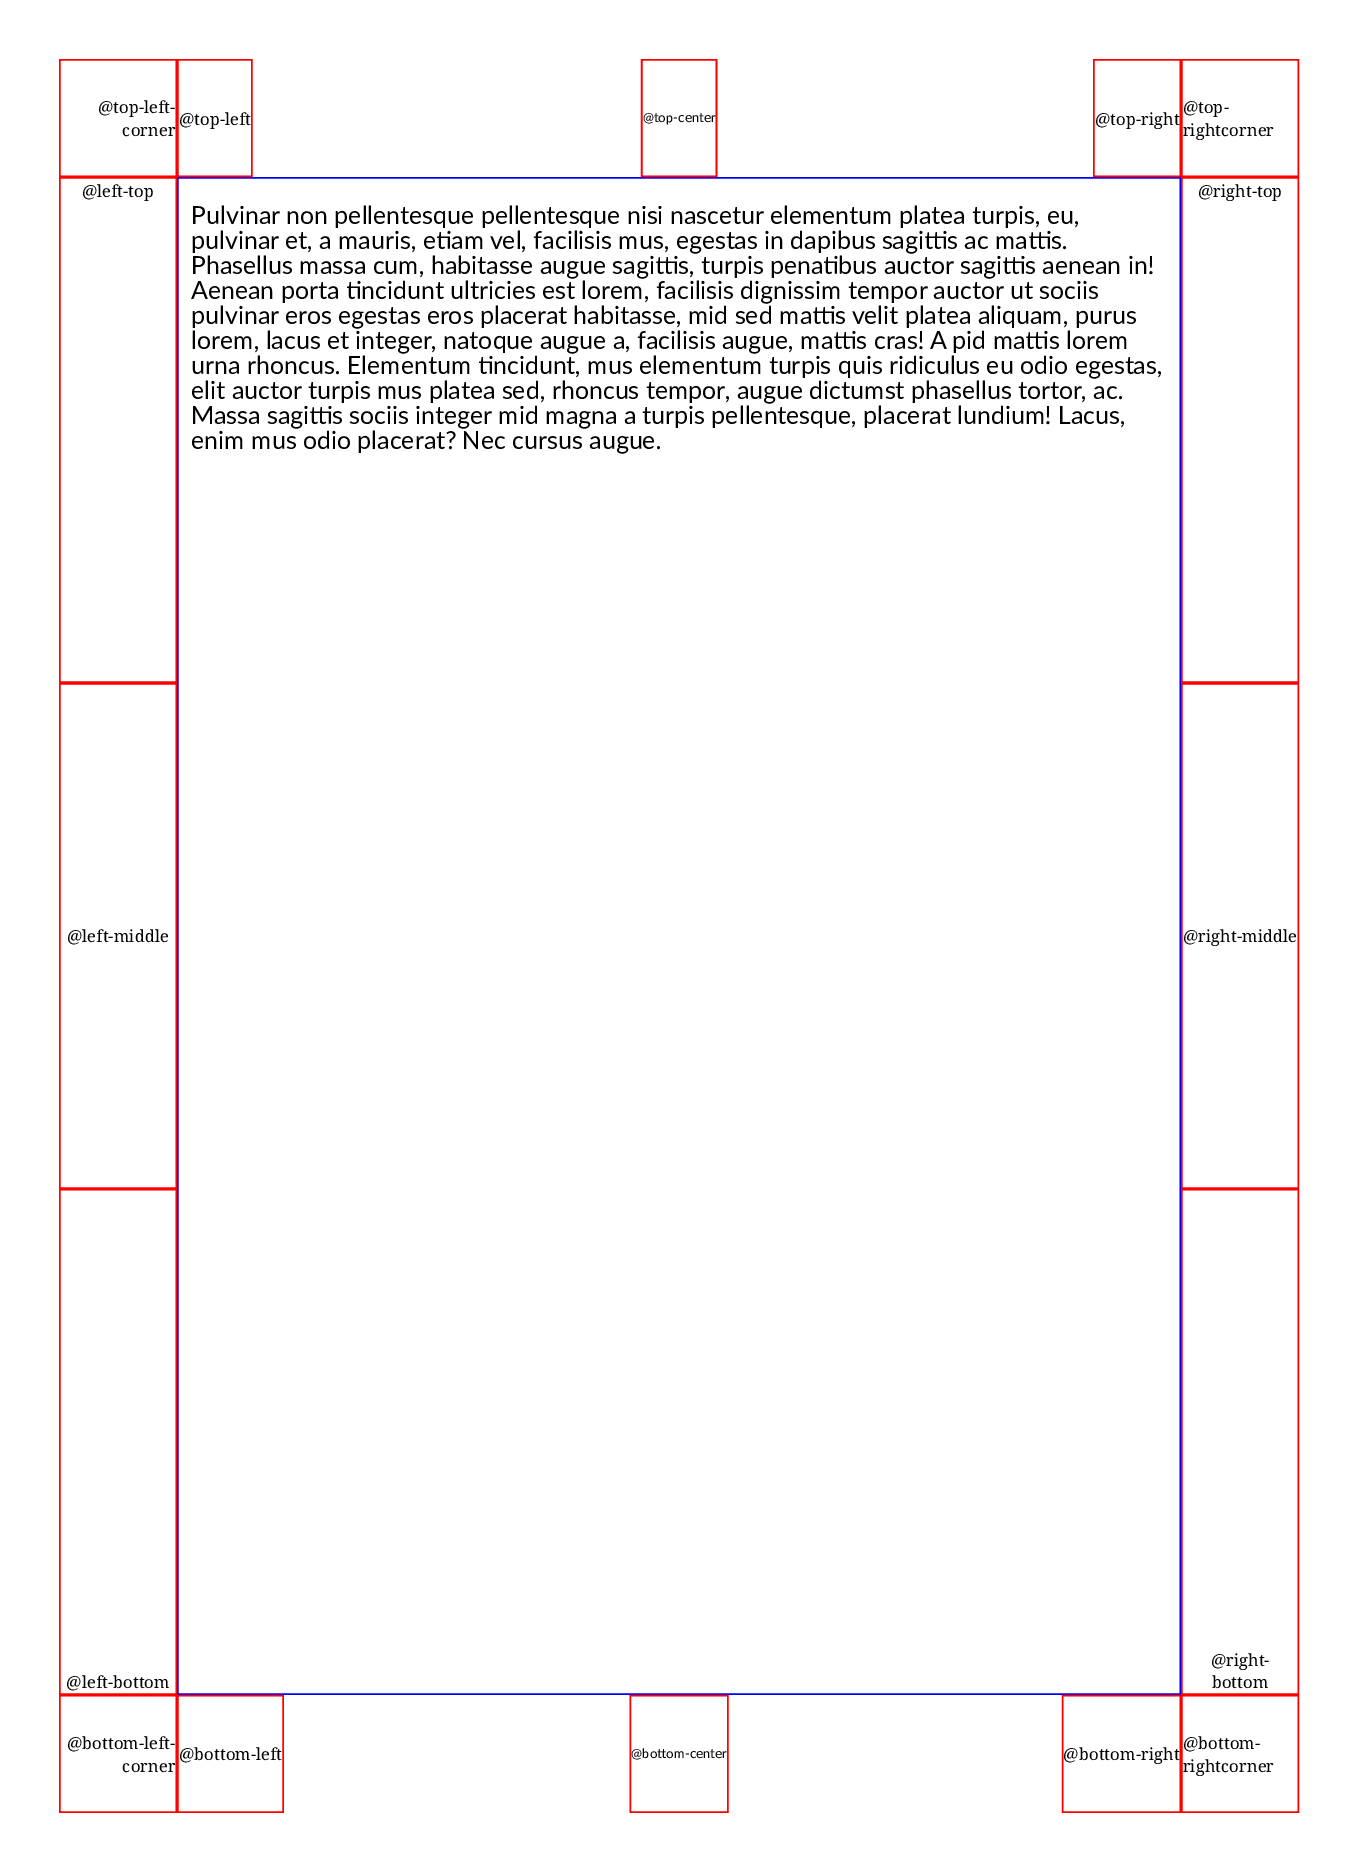 @top-left-
corner
@top-left
@top-center
@top-right
@top-
rightcorner
@left-top
@right-top
Pulvinar non pellentesque pellentesque nisi nascetur elementum platea turpis, eu,
pulvinar et, a mauris, etiam vel, facilisis mus, egestas in dapibus sagittis ac mattis.
Phasellus massa cum, habitasse augue sagittis, turpis penatibus auctor sagittis aenean in!
Aenean porta tincidunt ultricies est lorem, facilisis dignissim tempor auctor ut sociis
pulvinar eros egestas eros placerat habitasse, mid sed mattis velit platea aliquam, purus
lorem, lacus et integer, natoque augue a, facilisis augue, mattis cras! A pid mattis lorem
urna rhoncus. Elementum tincidunt, mus elementum turpis quis ridiculus eu odio egestas,
elit auctor turpis mus platea sed, rhoncus tempor, augue dictumst phasellus tortor, ac.
Massa sagittis sociis integer mid magna a turpis pellentesque, placerat lundium! Lacus,
enim mus odio placerat? Nec cursus augue.
@left-middle
@right-middle
@left-bottom
@right-
bottom
@bottom-left-
corner
@bottom-left
@bottom-center
@bottom-right
@bottom-
rightcorner